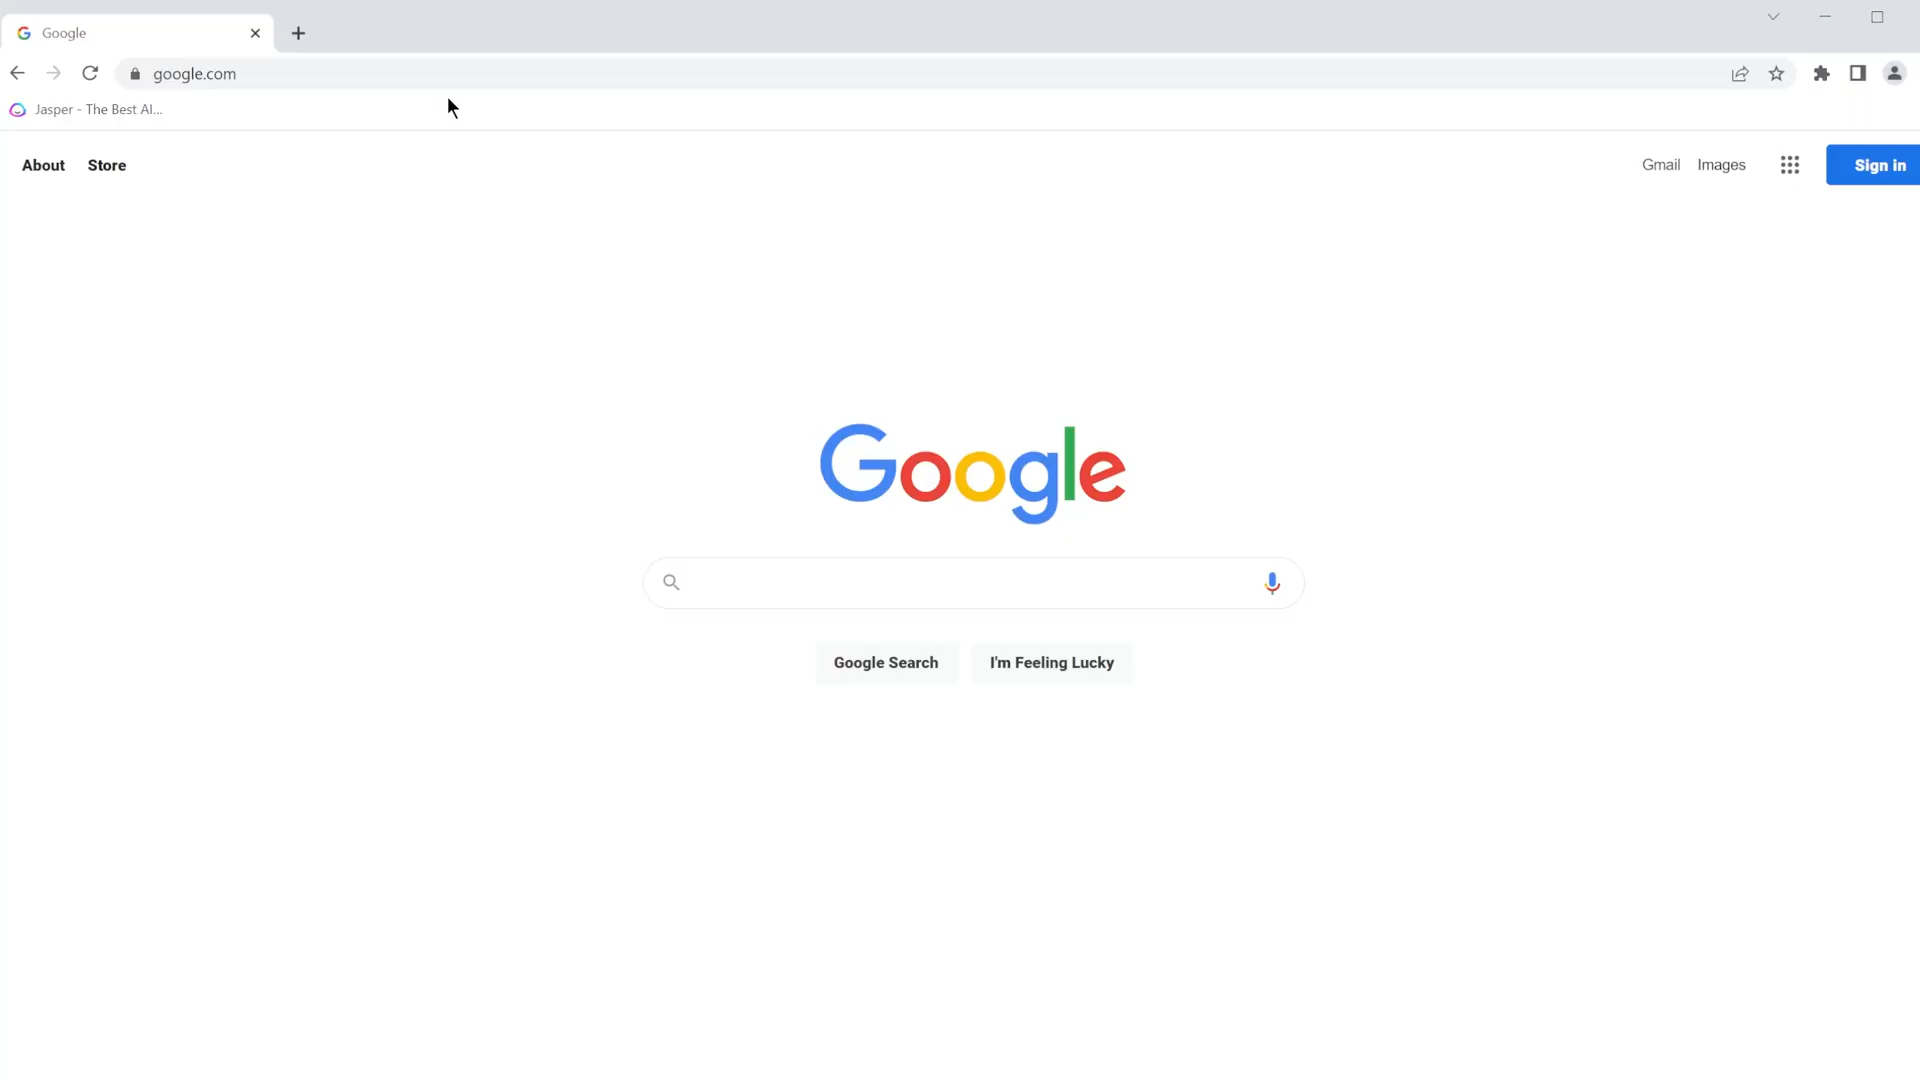 Google
google.com
Jasper - The Best AI...
About Store
Gmail Images Sign in
Google
Google Search I'm Feeling Lucky